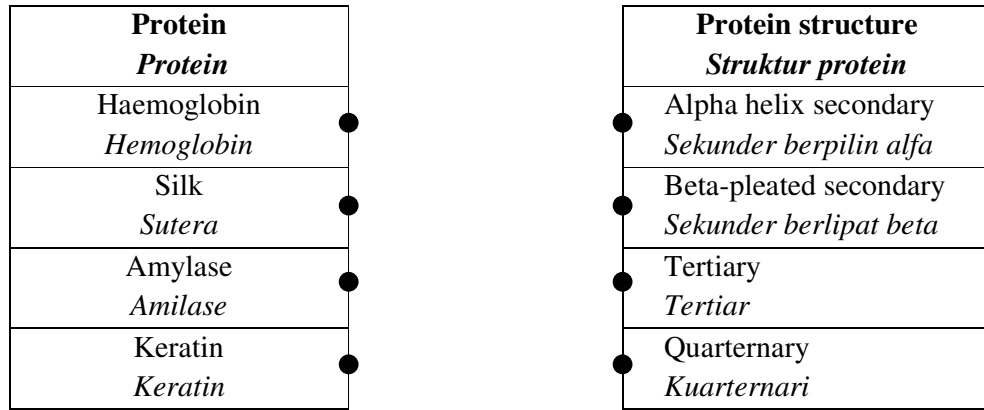 Protein
Protein
Haemoglobin
Hemoglobin
Silk
Sutera
Amylase
Amilase
Keratin
Keratin
Protein structure
Struktur protein
Alpha helix secondary
Sekunder berpilin alfa
Beta-pleated secondary
Sekunder berlipat beta
Tertiary
Tertiar
Quarternary
Kuarternari